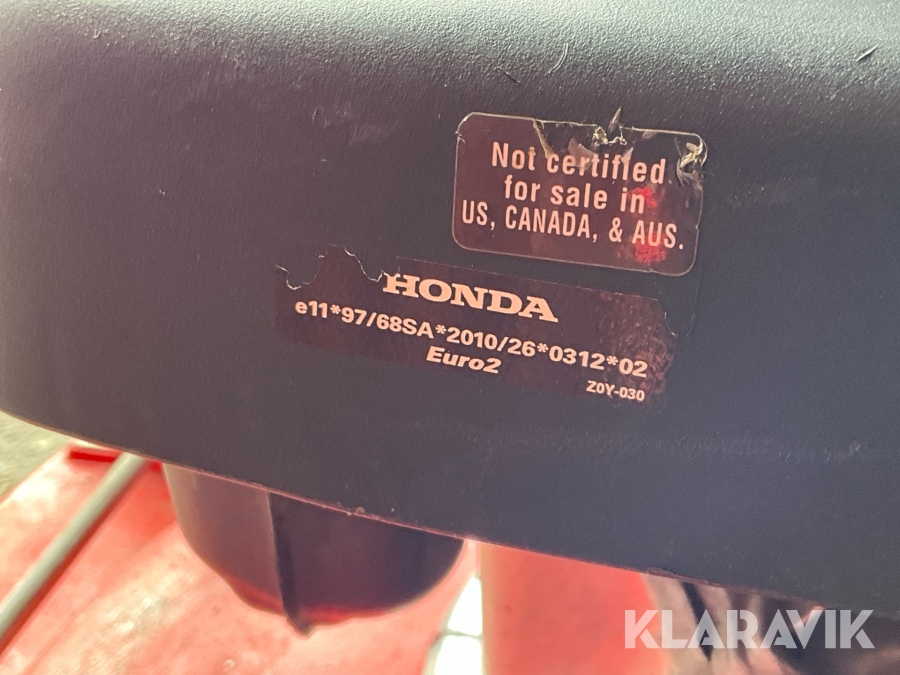 Not certified
for sale in
US, CANADA, & AUS.
HONDA
e11*97/68SA*2010/26*0312*02
Euro2
Z0Y-030
KLARAVIK